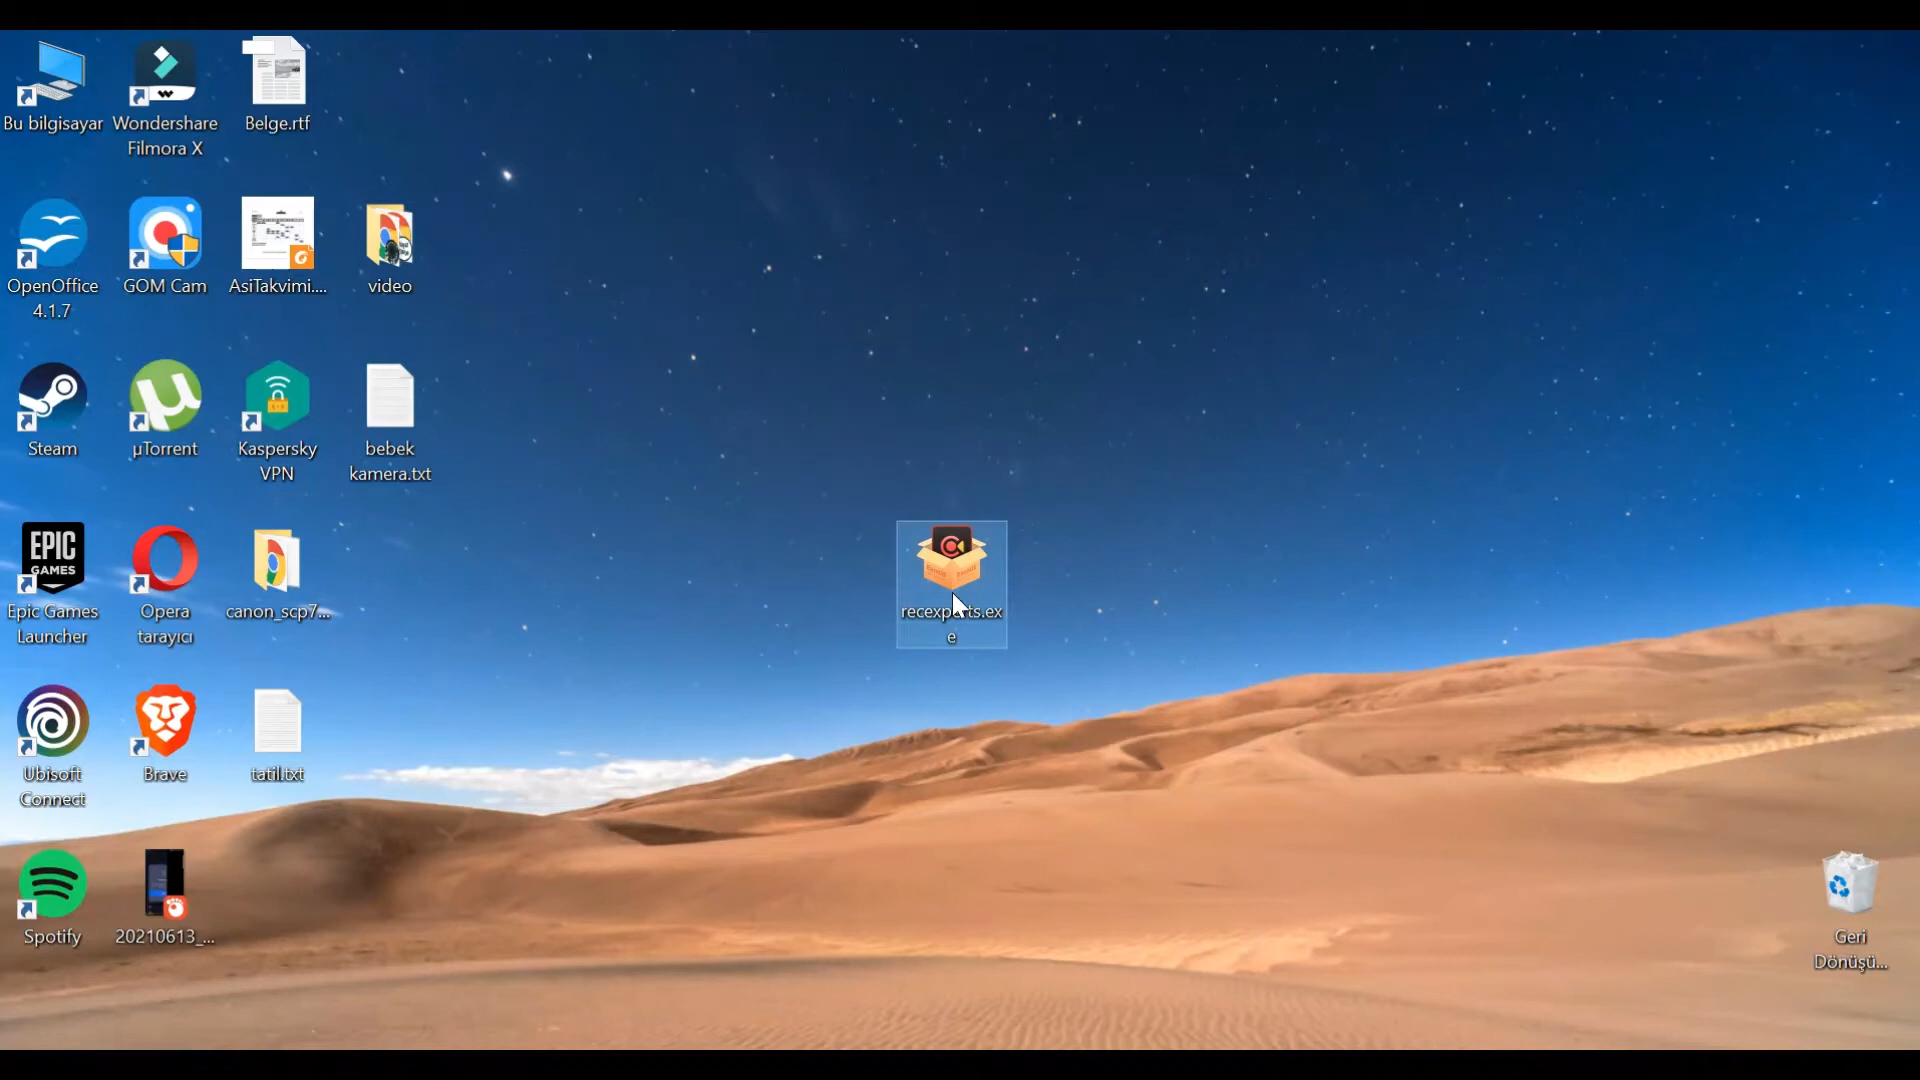 Bu bilgisayar
Wondershare
Filmora X
Belge.rtf
OpenOffice
4.1.7
GOM Cam
AsiTakvimi....
video
Steam
µTorrent
Kaspersky
VPN
bebek
kamera.txt
EPIC
GAMES
Epic Games
Launcher
Opera
tarayıcı
canon_scp7...
recexperts.ex
e
Ubisoft
Connect
Brave
tatil.txt
Spotify
20210613_...
Geri
Dönüşü...